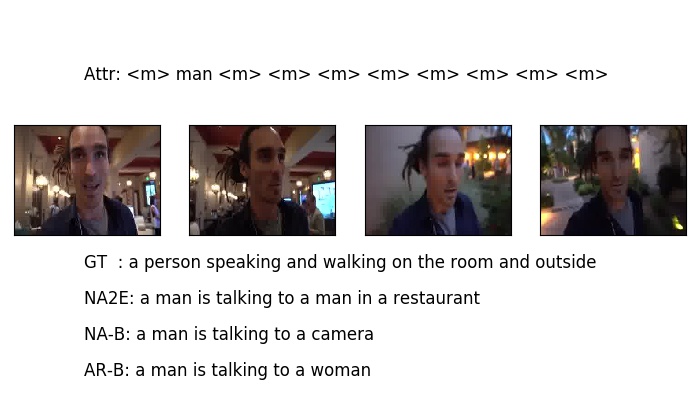 Attr: <m> man <m> <m> <m> <m> <m> <m> <m> <m>
GT : a person speaking and walking on the room and outside
NA2E: a man is talking to a man in a restaurant
NA-B: a man is talking to a camera
AR-B: a man is talking to a woman